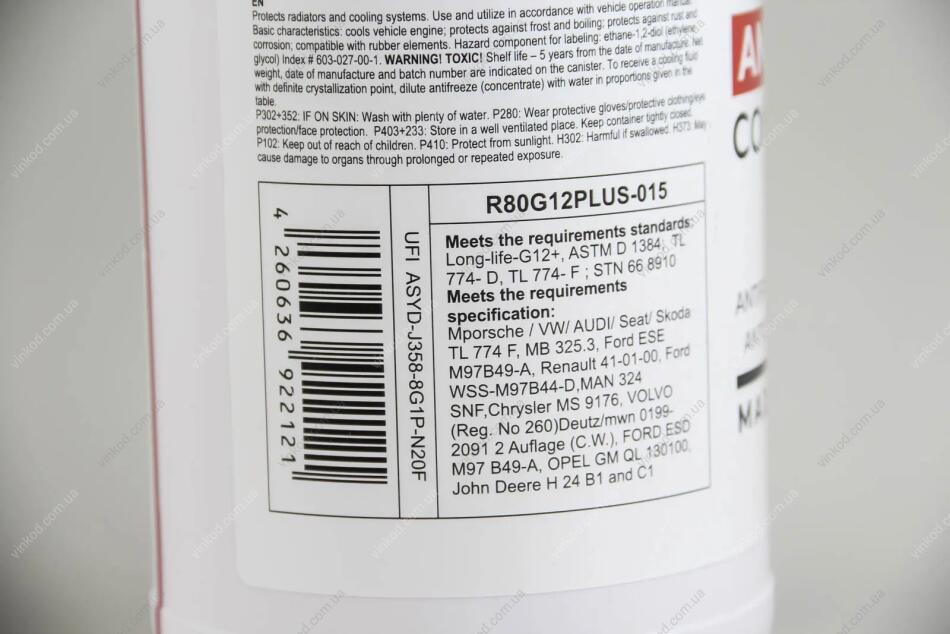 EN
Protects radiators and cooling systems. Use and utilize in accordance with vehicle operation manual.
Basic characteristics: cools vehicle engine; protects against frost and boiling; protects against rust and
corrosion; compatible with rubber elements. Hazard component for labeling: ethane-1,2-diol (ethylene
glycol) Index # 603-027-00-1. WARNING! TOXIC! Shelf life – 5 years from the date of manufacture. Net
weight, date of manufacture and batch number are indicated on the canister. To receive a cooling fluid
with definite crystallization point, dilute antifreeze (concentrate) with water in proportions given in the
table.
P302+352: IF ON SKIN: Wash with plenty of water. P280: Wear protective gloves/protective clothing/eye
protection/face protection. P403+233: Store in a well ventilated place. Keep container tightly closed.
P102: Keep out of reach of children. P410: Protect from sunlight. H302: Harmful if swallowed. H373: May
cause damage to organs through prolonged or repeated exposure.
4 260636 922121
UFI ASYD-J358-8G1P-N20F
R80G12PLUS-015
Meets the requirements standards:
Long-life-G12+, ASTM D 1384, TL
774- D, TL 774- F ; STN 66 8910
Meets the requirements
specification:
Mporsche / VW/ AUDI/ Seat/ Skoda
TL 774 F, MB 325.3, Ford ESE
M97B49-A, Renault 41-01-00, Ford
WSS-M97B44-D,MAN 324
SNF,Chrysler MS 9176, VOLVO
(Reg. No 260)Deutz/mwn 0199-
2091 2 Auflage (C.W.), FORD ESD
M97 B49-A, OPEL GM QL 130100,
John Deere H 24 B1 and C1
CO
MA
vinkod.com.ua